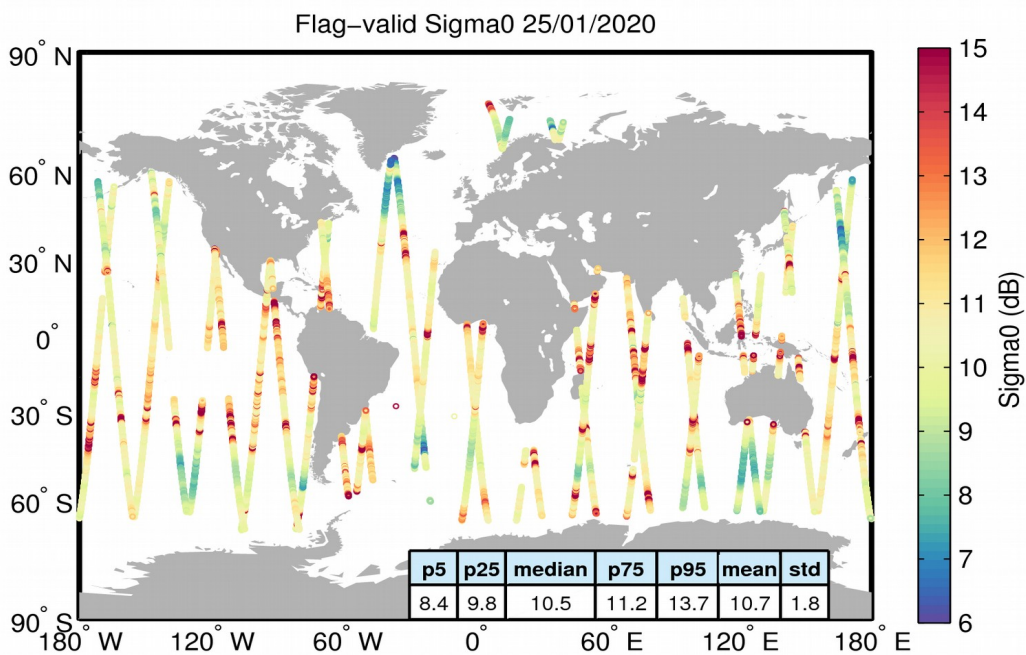 Flag−valid Sigma0 25/01/2020
90° N
60° N
30° N
0°
30° S
60° S
90° S
180° W
120° W
60° W
0°
60° E
120° E
180° E
p5 p25 median p75 p95 mean std
8.4 9.8 10.5 11.2 13.7 10.7 1.8
15
14
13
12
11
10
9
8
7
6
Sigma0 (dB)